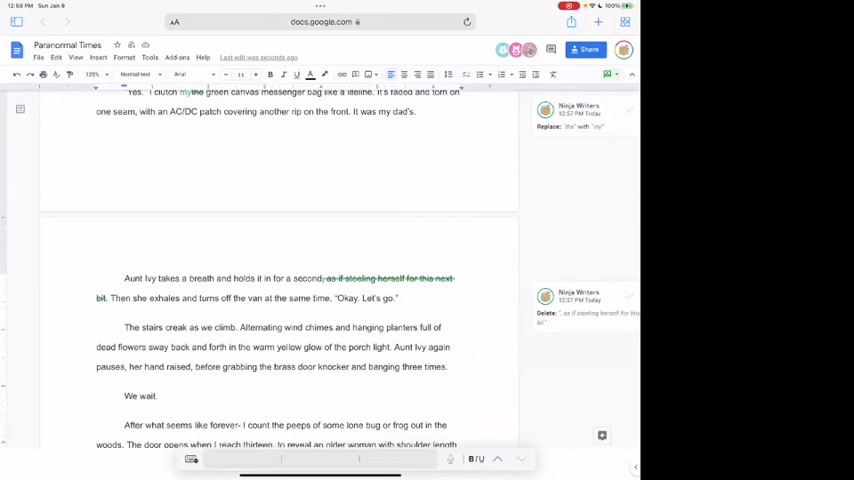 12:58 PM Sun Jan 9
100%
AA
docs.google.com
Paranormal Times
File Edit View Insert Format Tools Add-ons Help Last edit was seconds ago
Share
125% Normal text Arial 11 B I U A
"Yes." I clutch mythe green canvas messenger bag like a lifeline. It's faded and torn on
one seam, with an AC/DC patch covering another rip on the front. It was my dad's.
Ninja Writers
12:57 PM Today
Replace: "the" with "my"
Aunt Ivy takes a breath and holds it in for a second, as if steeling herself for this next
bit. Then she exhales and turns off the van at the same time. "Okay. Let's go."
Ninja Writers
12:57 PM Today
Delete: ", as if steeling herself for this
The stairs creak as we climb. Alternating wind chimes and hanging planters full of
dead flowers sway back and forth in the warm yellow glow of the porch light. Aunt Ivy again
pauses, her hand raised, before grabbing the brass door knocker and banging three times.
We wait.
After what seems like forever- I count the peeps of some lone bug or frog out in the
woods. The door opens when I reach thirteen, to reveal an older woman with shoulder length
BIU